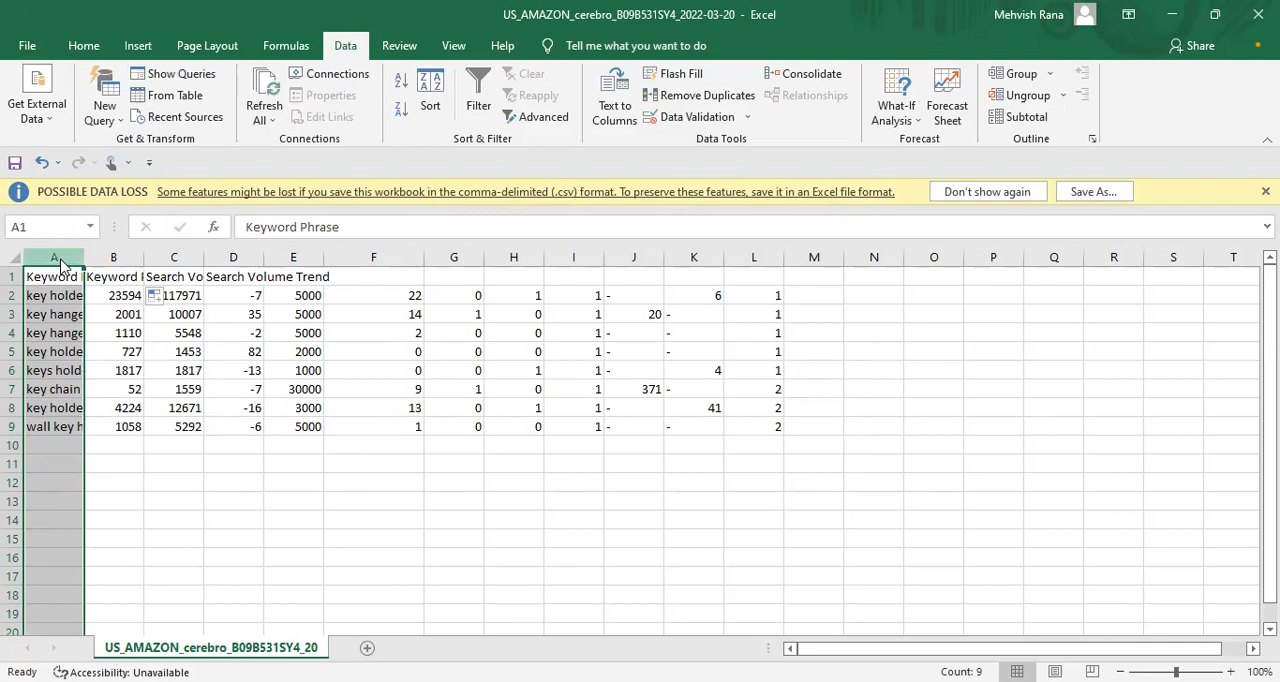 US_AMAZON_cerebro_B09B531SY4_2022-03-20 - Excel
Mehvish Rana
File Home Insert Page Layout Formulas Data Review View Help Tell me what you want to do Share
Get External Data
New Query
Show Queries
From Table
Recent Sources
Get & Transform
Refresh All
Connections
Properties
Edit Links
Connections
Sort
Filter
Clear
Reapply
Advanced
Sort & Filter
Text to Columns
Flash Fill
Remove Duplicates
Data Validation
Consolidate
Relationships
Data Tools
What-If Analysis
Forecast Sheet
Forecast
Group
Ungroup
Subtotal
Outline
POSSIBLE DATA LOSS Some features might be lost if you save this workbook in the comma-delimited (.csv) format. To preserve these features, save it in an Excel file format. Don't show again Save As...
A1 fx Keyword Phrase
A B C D E F G H I J K L M N O P Q R S T
1 Keyword Keyword Search Vo Search Volume Trend
2 key holde 23594 117971 -7 5000 22 0 1 1 - 6 1
3 key hange 2001 10007 35 5000 14 1 0 1 20 - 1
4 key hange 1110 5548 -2 5000 2 0 0 1 - - 1
5 key holde 727 1453 82 2000 0 0 0 1 - - 1
6 keys hold 1817 1817 -13 1000 0 0 1 1 - 4 1
7 key chain 52 1559 -7 30000 9 1 0 1 371 - 2
8 key holde 4224 12671 -16 3000 13 0 1 1 - 41 2
9 wall key h 1058 5292 -6 5000 1 0 0 1 - - 2
10
11
12
13
14
15
16
17
18
19
20
US_AMAZON_cerebro_B09B531SY4_20
Ready Accessibility: Unavailable Count: 9 100%